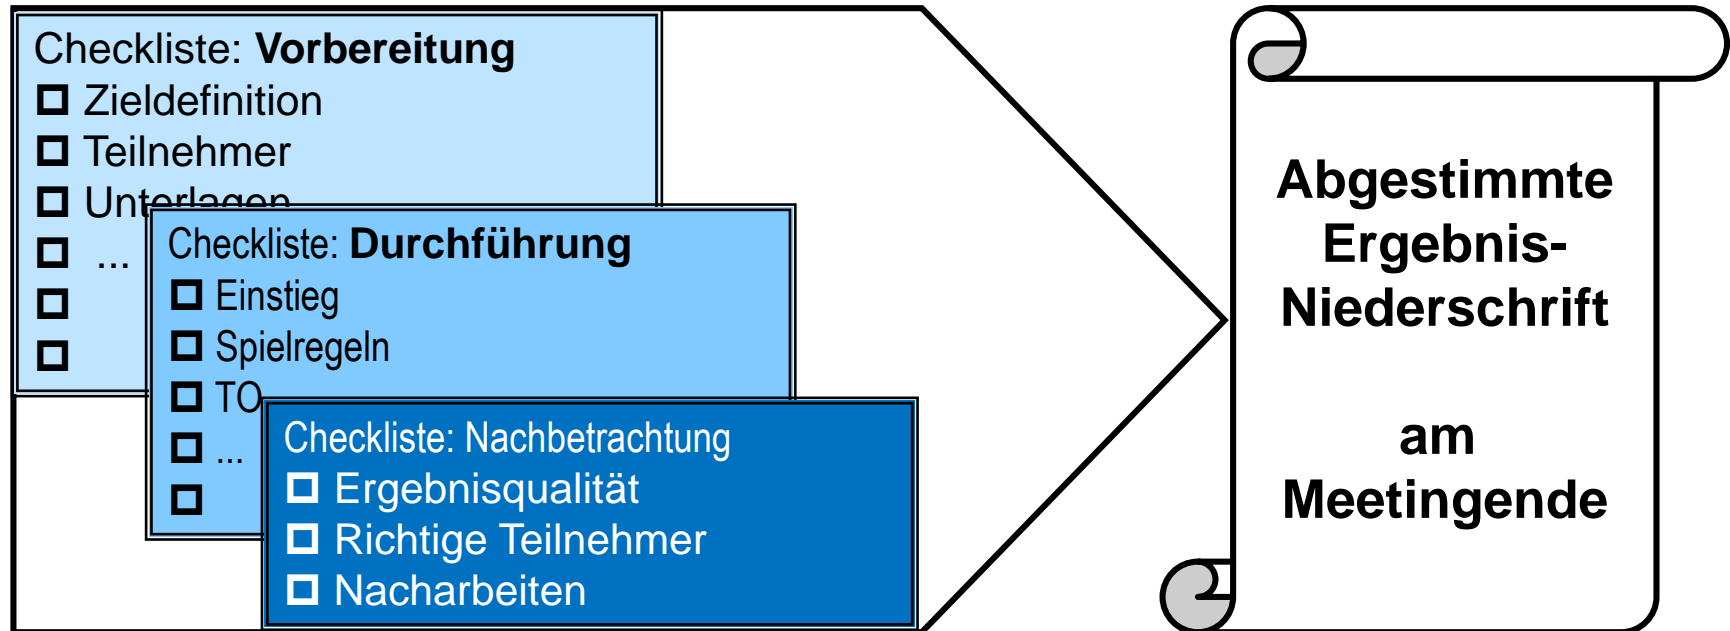 Checkliste: Vorbereitung
Zieldefinition
Teilnehmer
Unterlagen
...
Checkliste: Durchführung
Einstieg
Spielregeln
TO
...
Checkliste: Nachbetrachtung
Ergebnisqualität
Richtige Teilnehmer
Nacharbeiten
Abgestimmte
Ergebnis-
Niederschrift
am
Meetingende